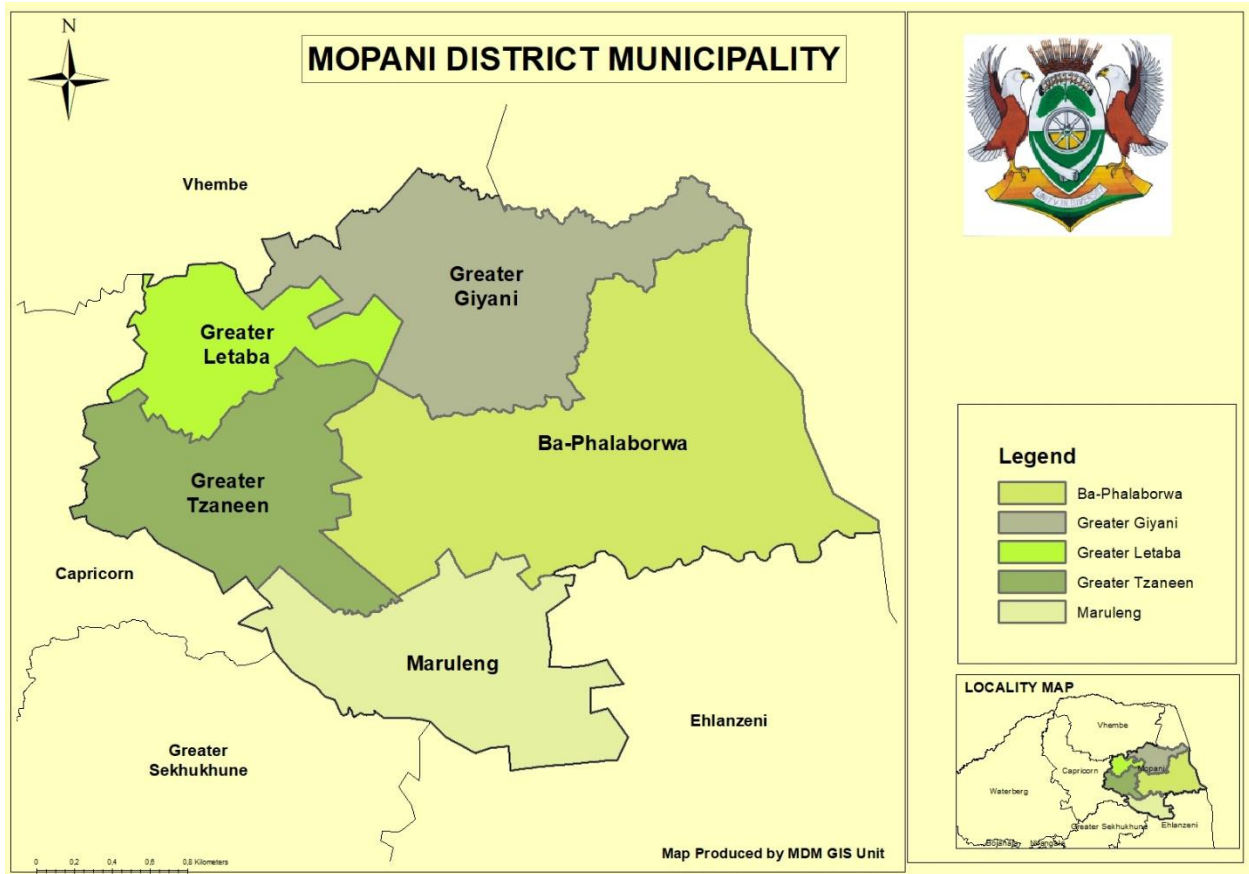 N
MOPANI DISTRICT MUNICIPALITY
Vhembe
Greater
Giyani
Greater
Letaba
Ba-Phalaborwa
Greater
Tzaneen
Capricorn
Maruleng
Ehlanzeni
Greater
Sekhukhune
0 0,2 0,4 0,6 0,8 Kilometers
Map Produced by MDM GIS Unit
Legend
Ba-Phalaborwa
Greater Giyani
Greater Letaba
Greater Tzaneen
Maruleng
LOCALITY MAP
Vhembe
Capricorn
Mopani
Waterberg
Greater Sekhukhune
Ehlanzeni